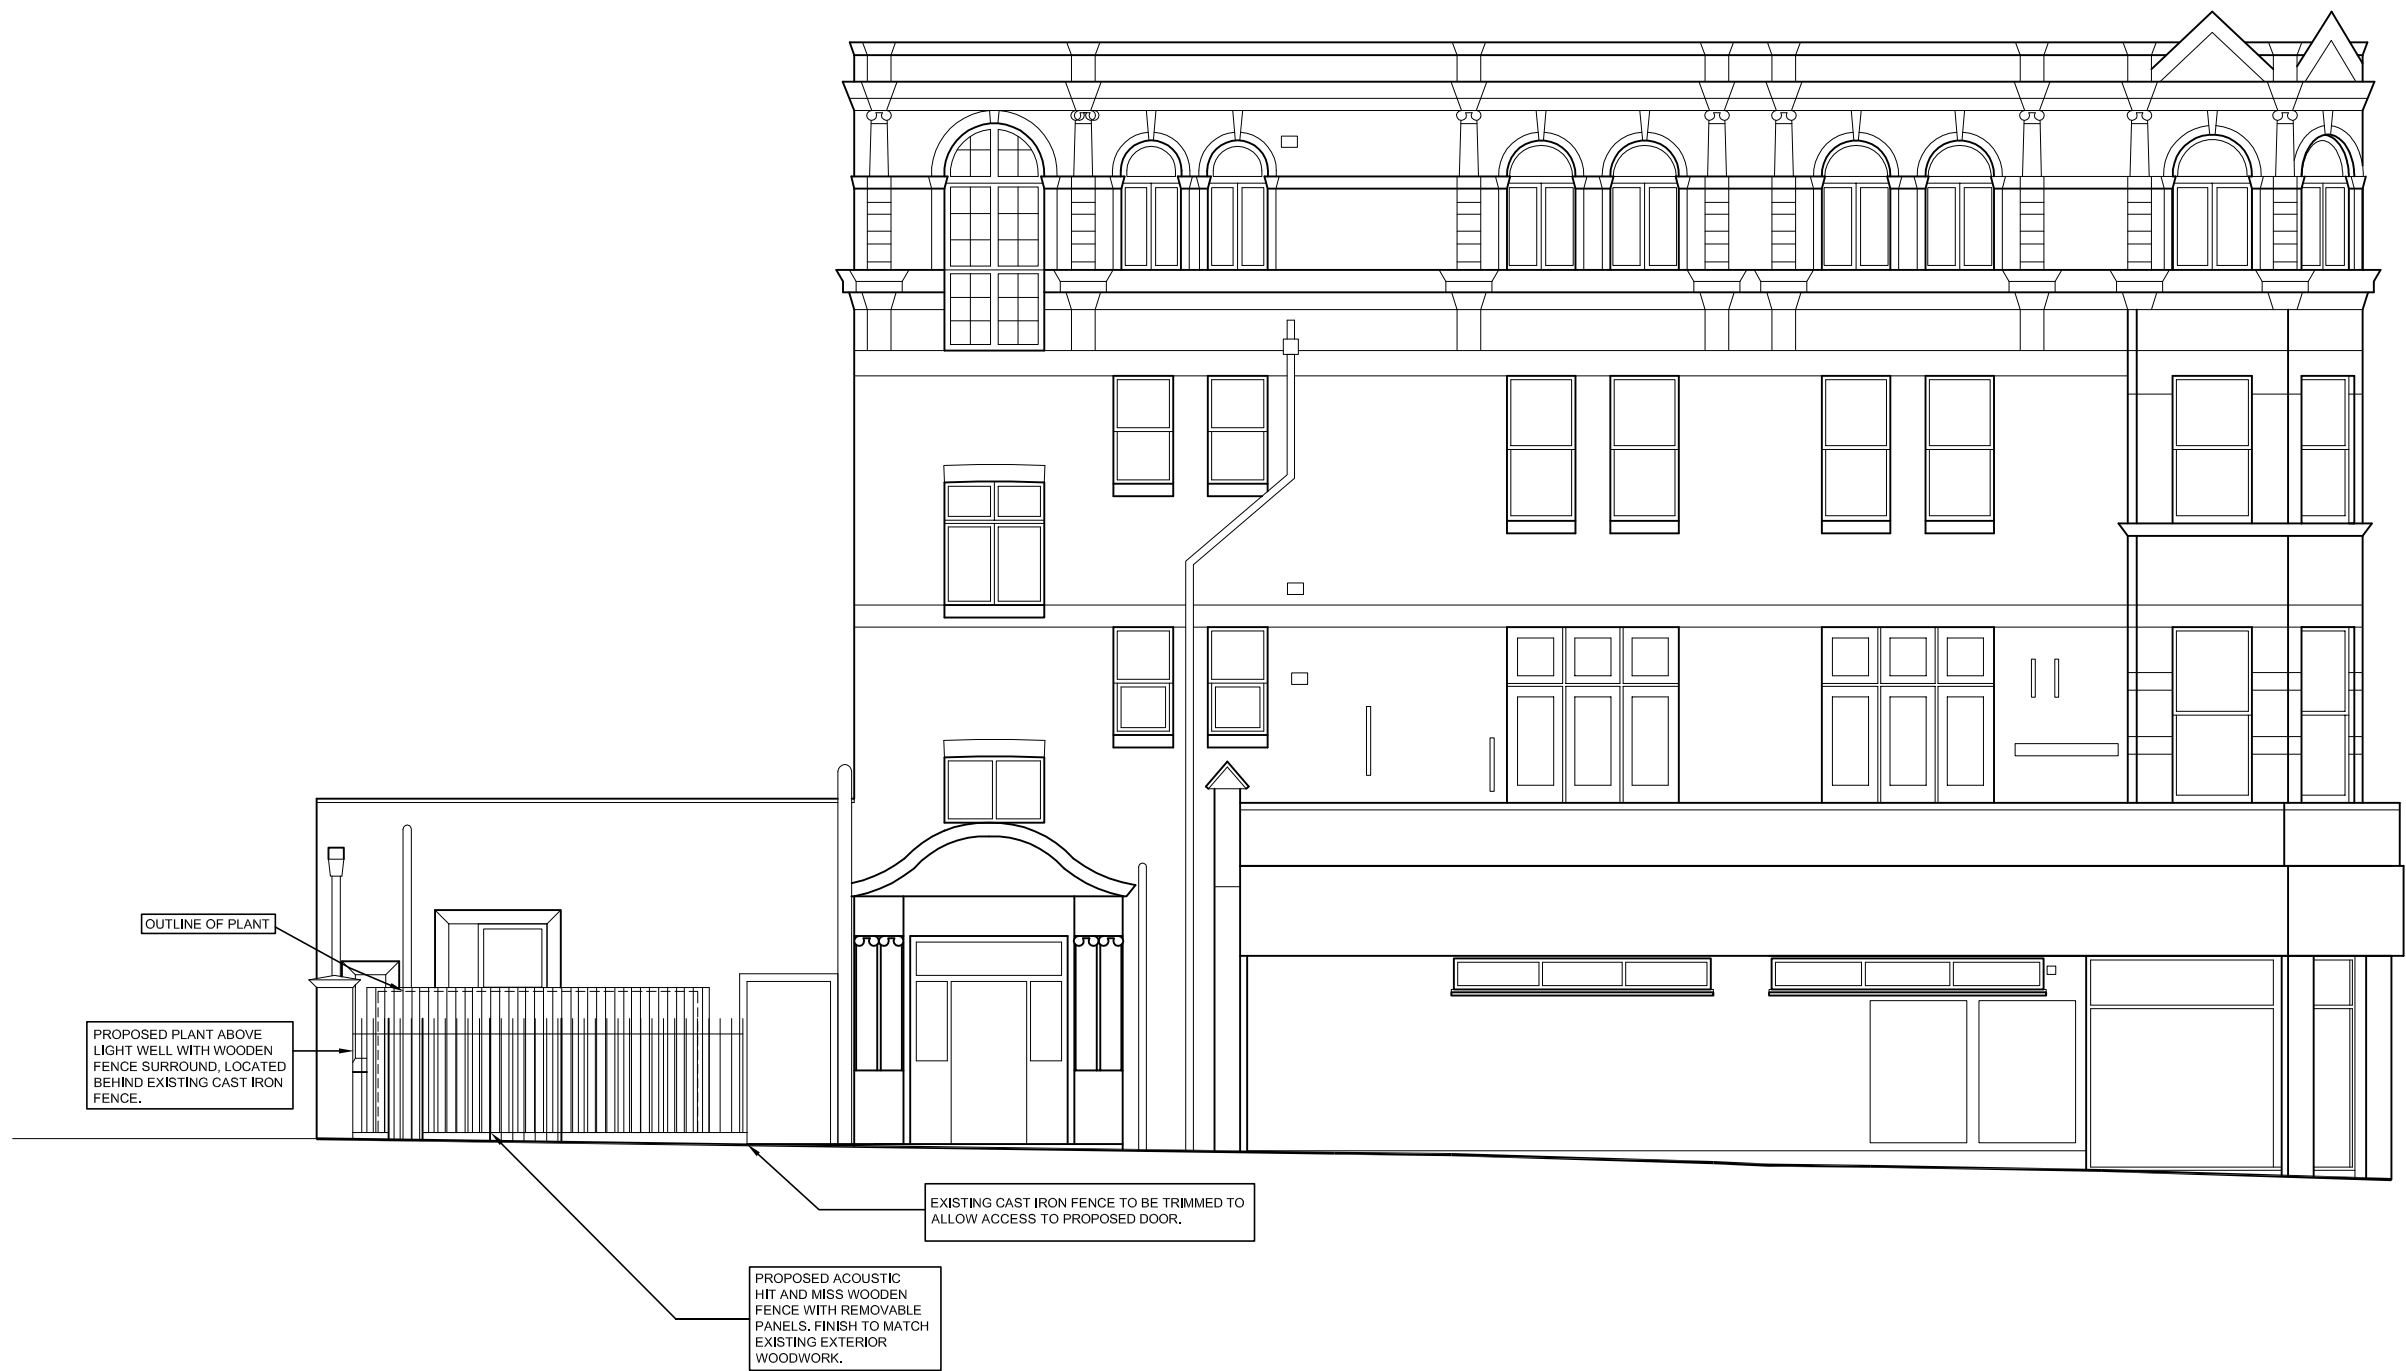 OUTLINE OF PLANT
PROPOSED PLANT ABOVE
LIGHT WELL WITH WOODEN
FENCE SURROUND, LOCATED
BEHIND EXISTING CAST IRON
FENCE.
EXISTING CAST IRON FENCE TO BE TRIMMED TO
ALLOW ACCESS TO PROPOSED DOOR.
PROPOSED ACOUSTIC
HIT AND MISS WOODEN
FENCE WITH REMOVABLE
PANELS. FINISH TO MATCH
EXISTING EXTERIOR
WOODWORK.